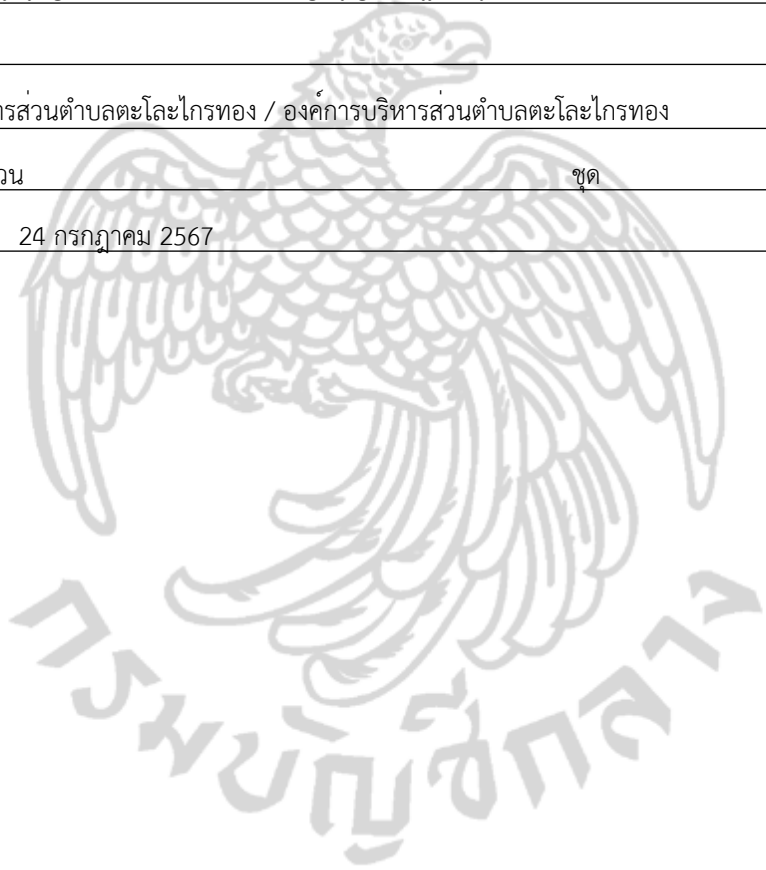 ารส่วนตำบลตะโละไกรทอง / องค์การบริหารส่วนตำบลตะโละไกรทอง
วน ชุด
24 กรกฎาคม 2567
กรมบัญชีกลาง